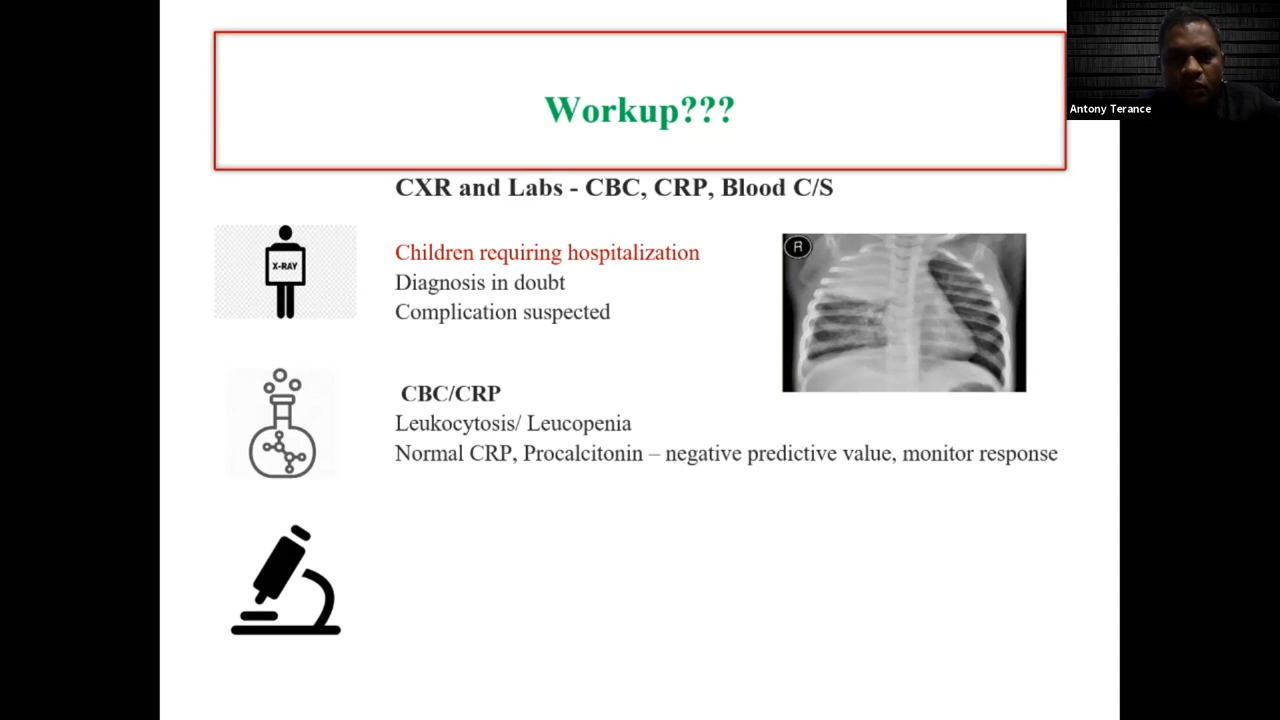 Workup???
Antony Terance
CXR and Labs - CBC, CRP, Blood C/S
X-RAY
Children requiring hospitalization
Diagnosis in doubt
Complication suspected
R
CBC/CRP
Leukocytosis/ Leucopenia
Normal CRP, Procalcitonin – negative predictive value, monitor response